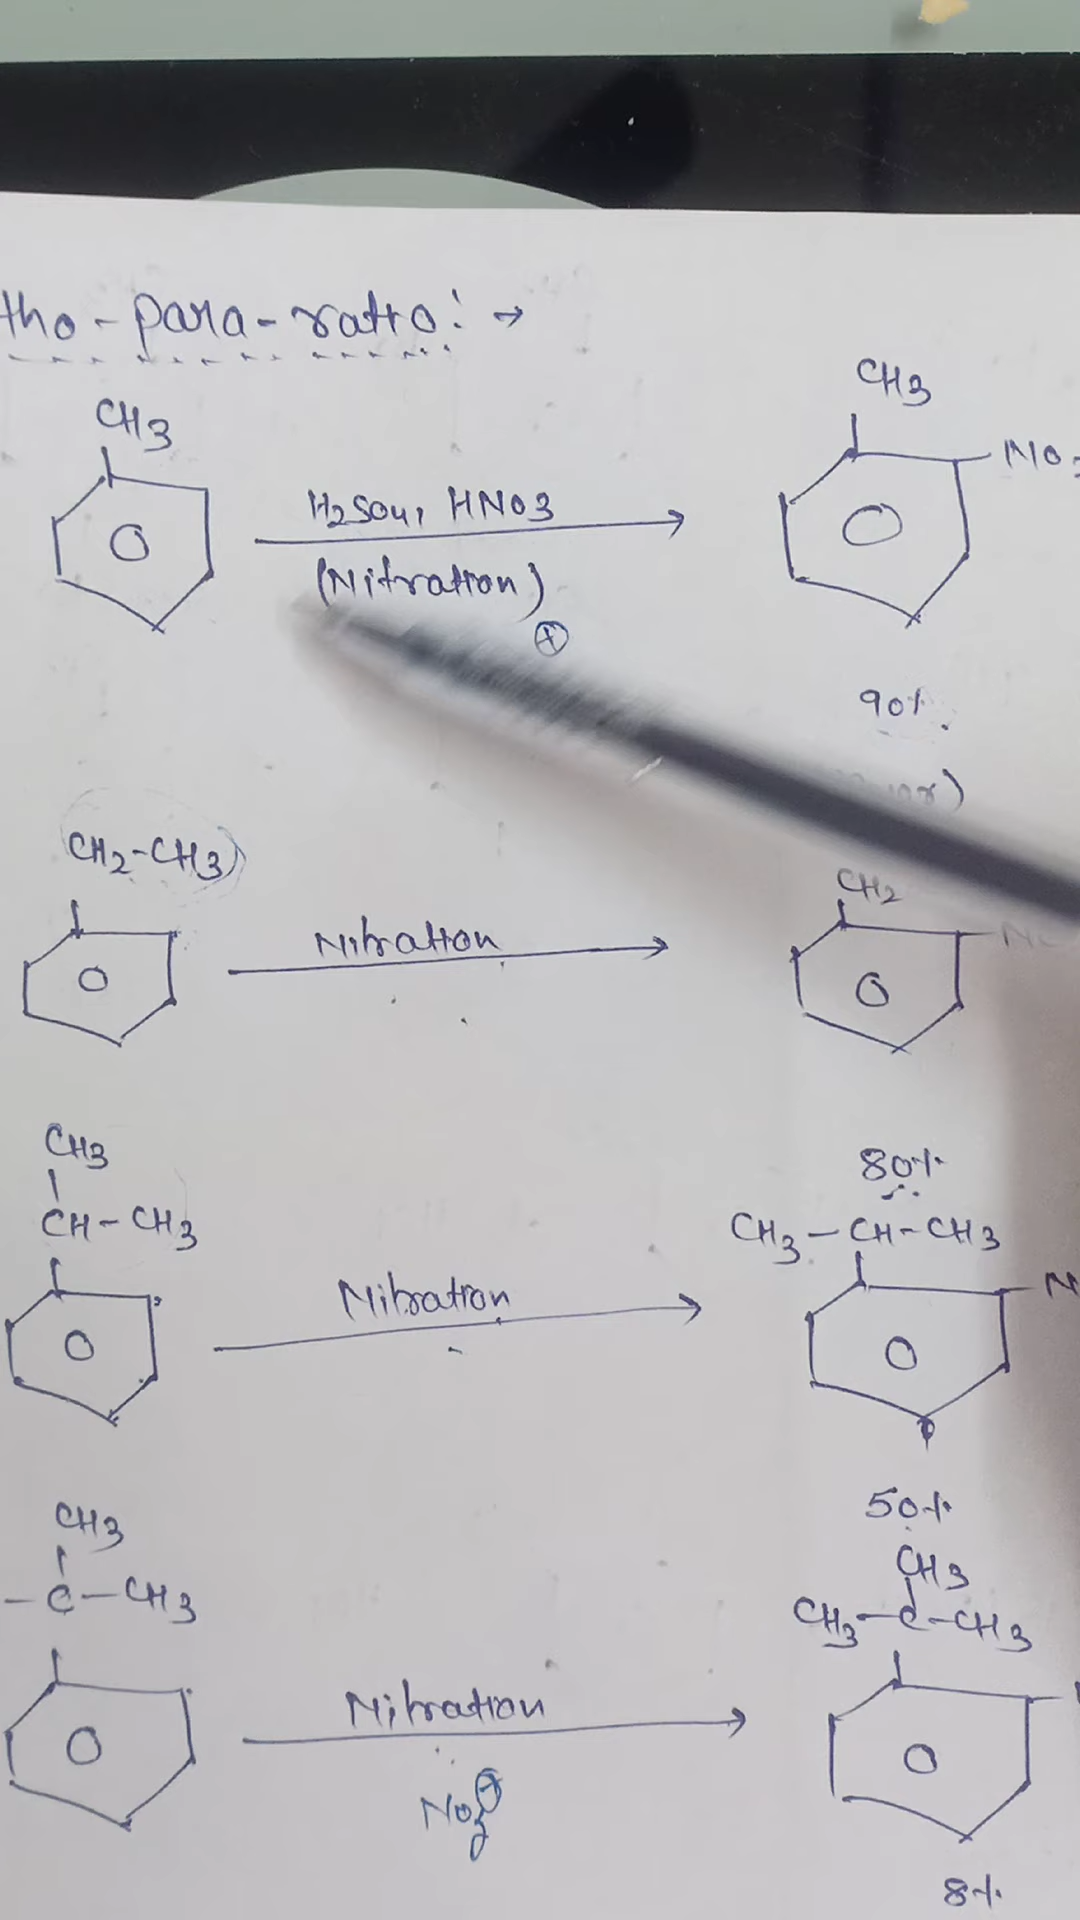 tho - para - ratio : →
CH3
CH3
NO
H2SO4, HNO3
(Nitration)
+
90%
CH2-CH3
CH2
Nitration
CH3
80%
CH-CH3
CH3-CH-CH3
Nitration
N
CH3
50%
CH3
-C-CH3
CH3-C-CH3
Nitration
NO2+
8%